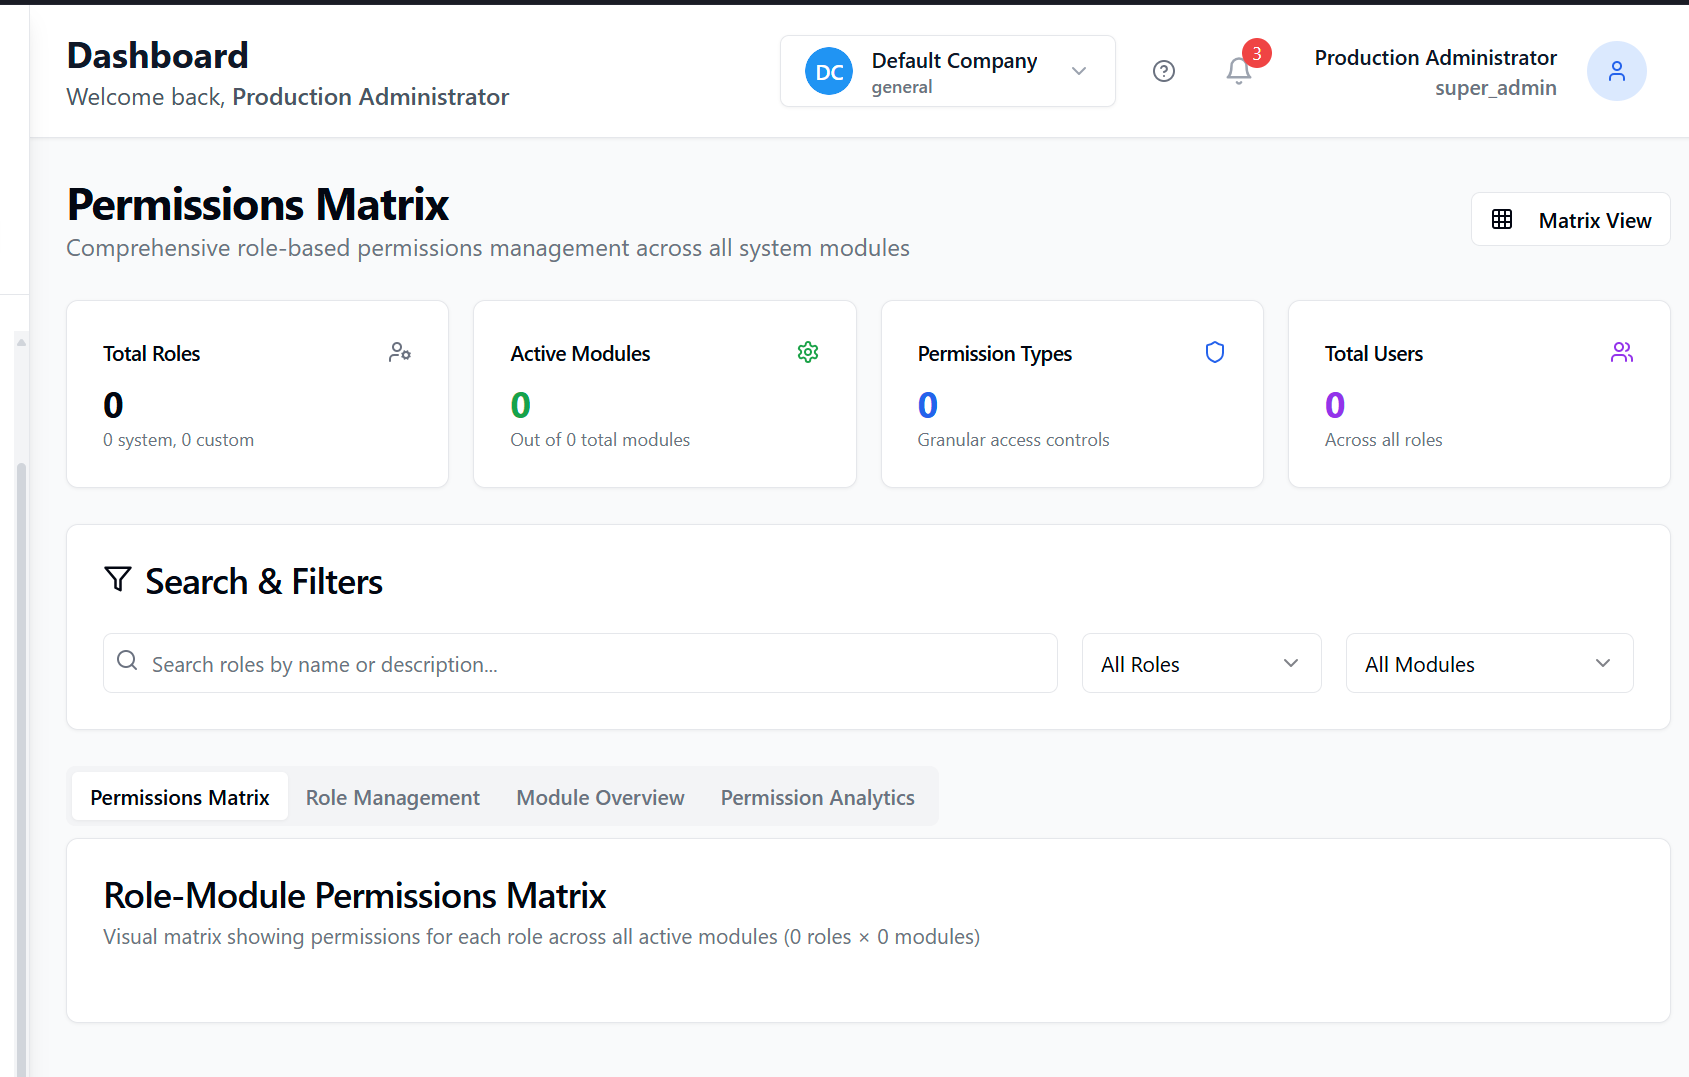 Dashboard
Welcome back, Production Administrator
DC
Default Company
general
3
Production Administrator
super_admin
Permissions Matrix
Comprehensive role-based permissions management across all system modules
Matrix View
Total Roles
0
0 system, 0 custom
Active Modules
0
Out of 0 total modules
Permission Types
0
Granular access controls
Total Users
0
Across all roles
Search & Filters
Search roles by name or description...
All Roles
All Modules
Permissions Matrix
Role Management
Module Overview
Permission Analytics
Role-Module Permissions Matrix
Visual matrix showing permissions for each role across all active modules (0 roles × 0 modules)